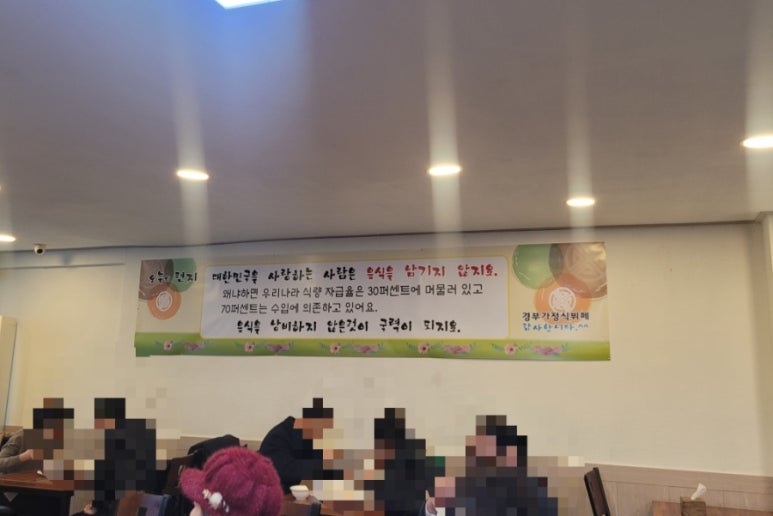 오늘의 편지
대한민국을 사랑하는 사람은 음식을 남기지 않지요.
왜냐하면 우리나라 식량 자급율은 30퍼센트에 머물러 있고
70퍼센트는 수입에 의존하고 있어요.
음식을 낭비하지 않은것이 국력이 되지요.
경부가정식뷔페
감사합니다.^^